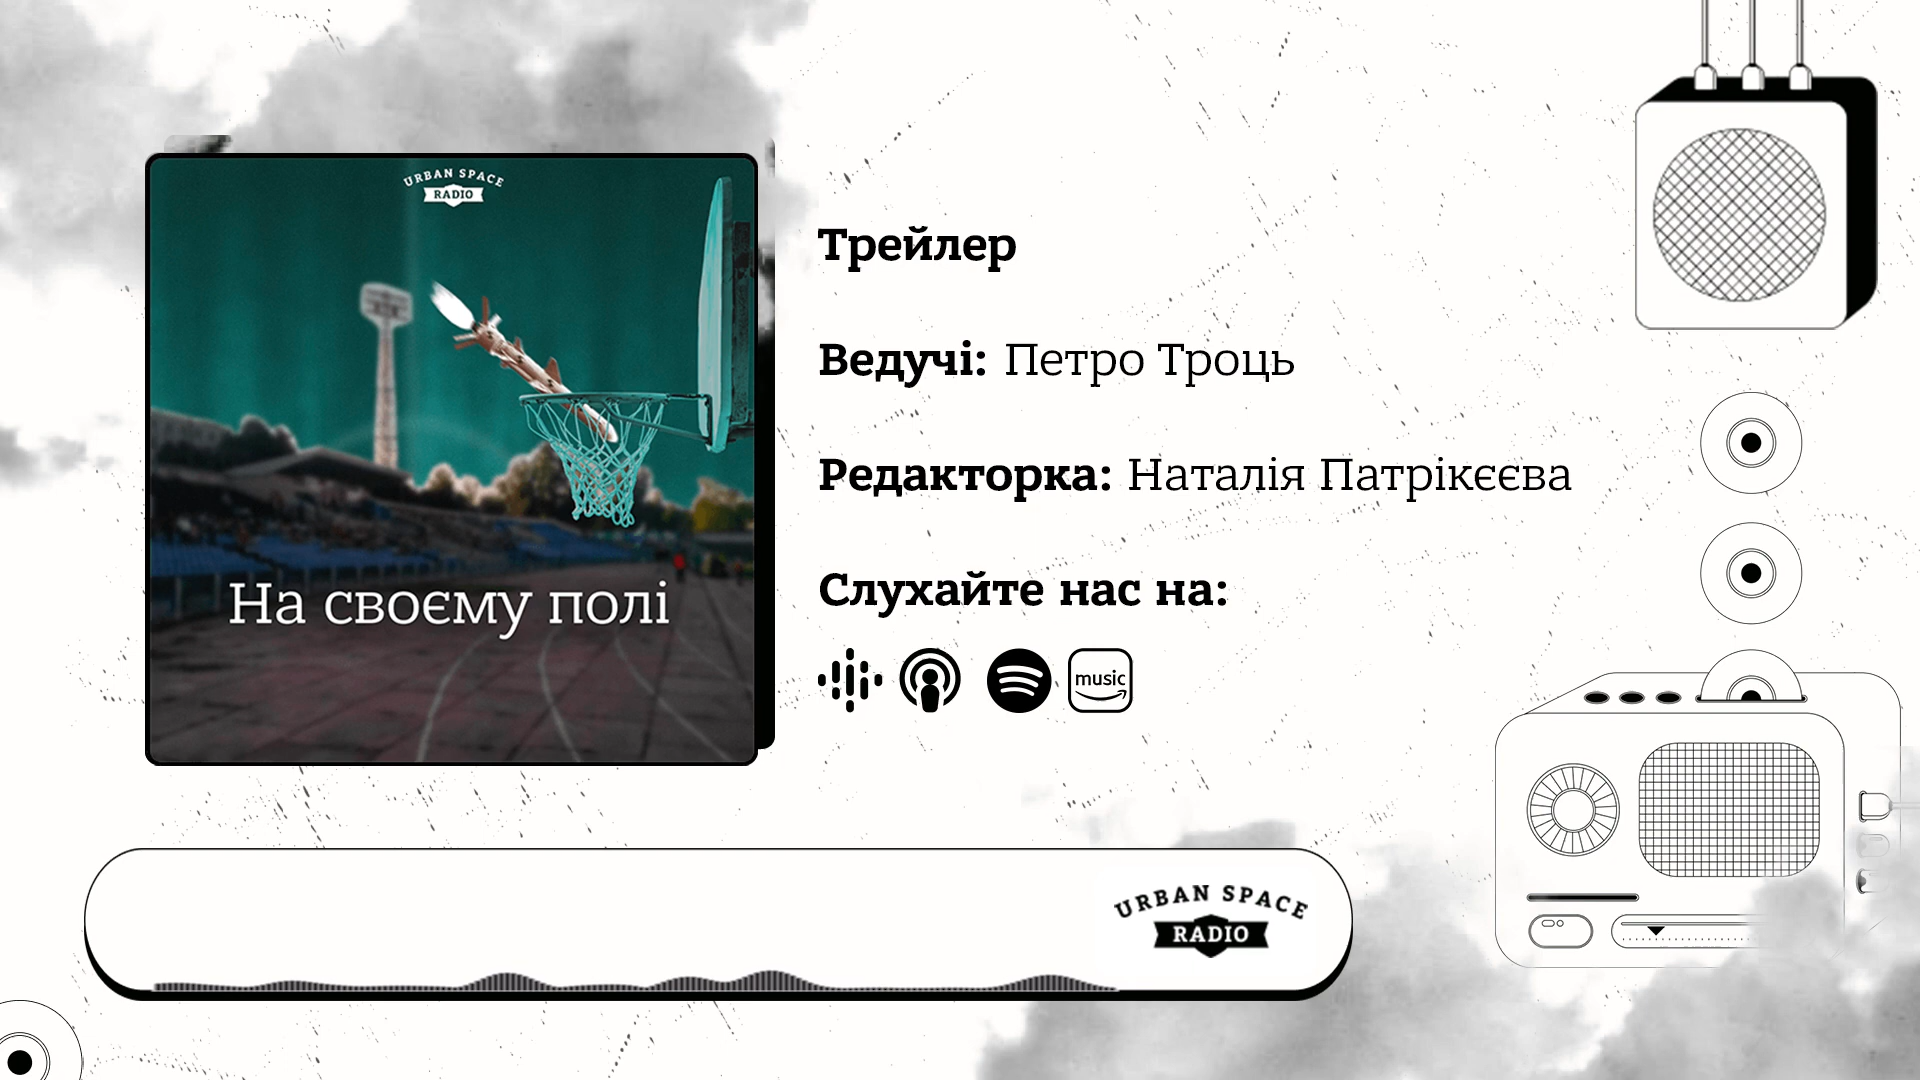 URBAN SPACE
RADIO
На своєму полі
Трейлер
Ведучі: Петро Троць
Редакторка: Наталія Патрікєєва
Слухайте нас на:
music
URBAN SPACE
RADIO